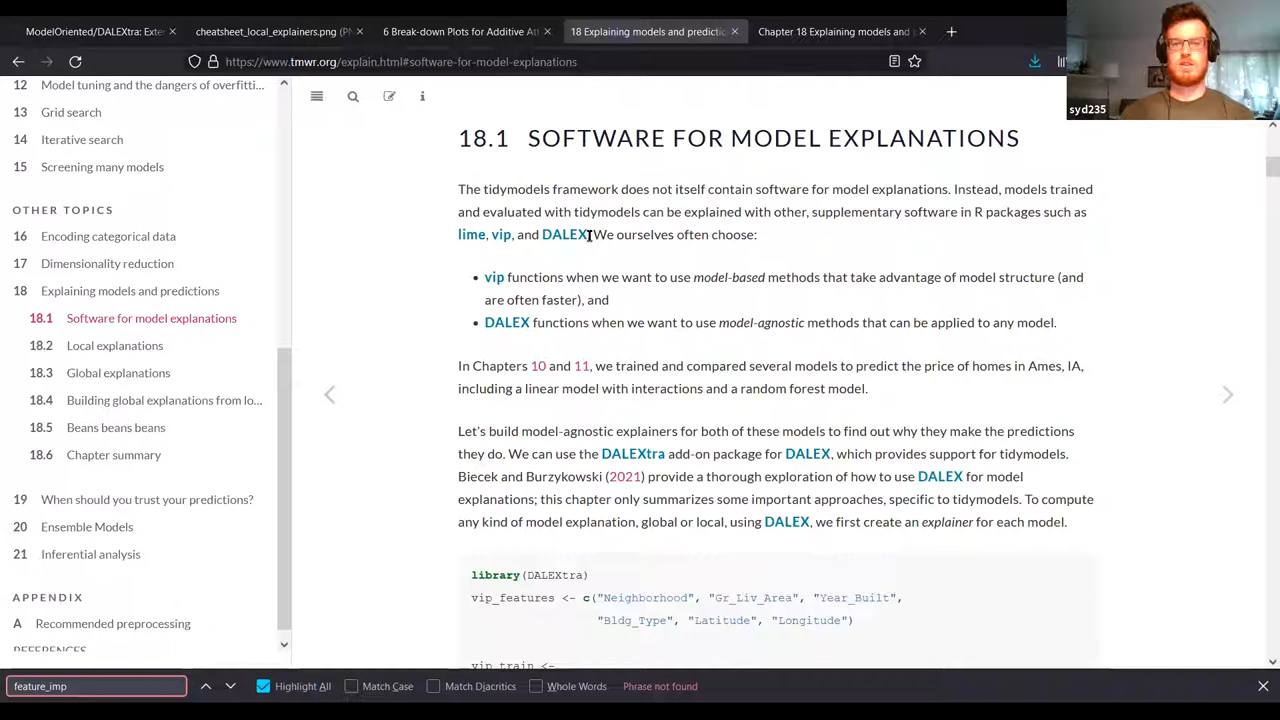 ModelOriented/DALEXtra: Exte
cheatsheet_local_explainers.png (PN
6 Break-down Plots for Additive Att
18 Explaining models and predictio
Chapter 18 Explaining models and p
https://www.tmwr.org/explain.html#software-for-model-explanations
syd235
12 Model tuning and the dangers of overfitti...
13 Grid search
14 Iterative search
15 Screening many models
OTHER TOPICS
16 Encoding categorical data
17 Dimensionality reduction
18 Explaining models and predictions
18.1 Software for model explanations
18.2 Local explanations
18.3 Global explanations
18.4 Building global explanations from lo...
18.5 Beans beans beans
18.6 Chapter summary
19 When should you trust your predictions?
20 Ensemble Models
21 Inferential analysis
APPENDIX
A Recommended preprocessing
REFERENCES
18.1 SOFTWARE FOR MODEL EXPLANATIONS
The tidymodels framework does not itself contain software for model explanations. Instead, models trained
and evaluated with tidymodels can be explained with other, supplementary software in R packages such as
lime, vip, and DALEX. We ourselves often choose:
• vip functions when we want to use model-based methods that take advantage of model structure (and
are often faster), and
• DALEX functions when we want to use model-agnostic methods that can be applied to any model.
In Chapters 10 and 11, we trained and compared several models to predict the price of homes in Ames, IA,
including a linear model with interactions and a random forest model.
Let's build model-agnostic explainers for both of these models to find out why they make the predictions
they do. We can use the DALEXtra add-on package for DALEX, which provides support for tidymodels.
Biecek and Burzykowski (2021) provide a thorough exploration of how to use DALEX for model
explanations; this chapter only summarizes some important approaches, specific to tidymodels. To compute
any kind of model explanation, global or local, using DALEX, we first create an explainer for each model.
library(DALEXtra)
vip_features <- c("Neighborhood", "Gr_Liv_Area", "Year_Built",
"Bldg_Type", "Latitude", "Longitude")
vip_train <-
feature_imp
Highlight All
Match Case
Match Diacritics
Whole Words
Phrase not found